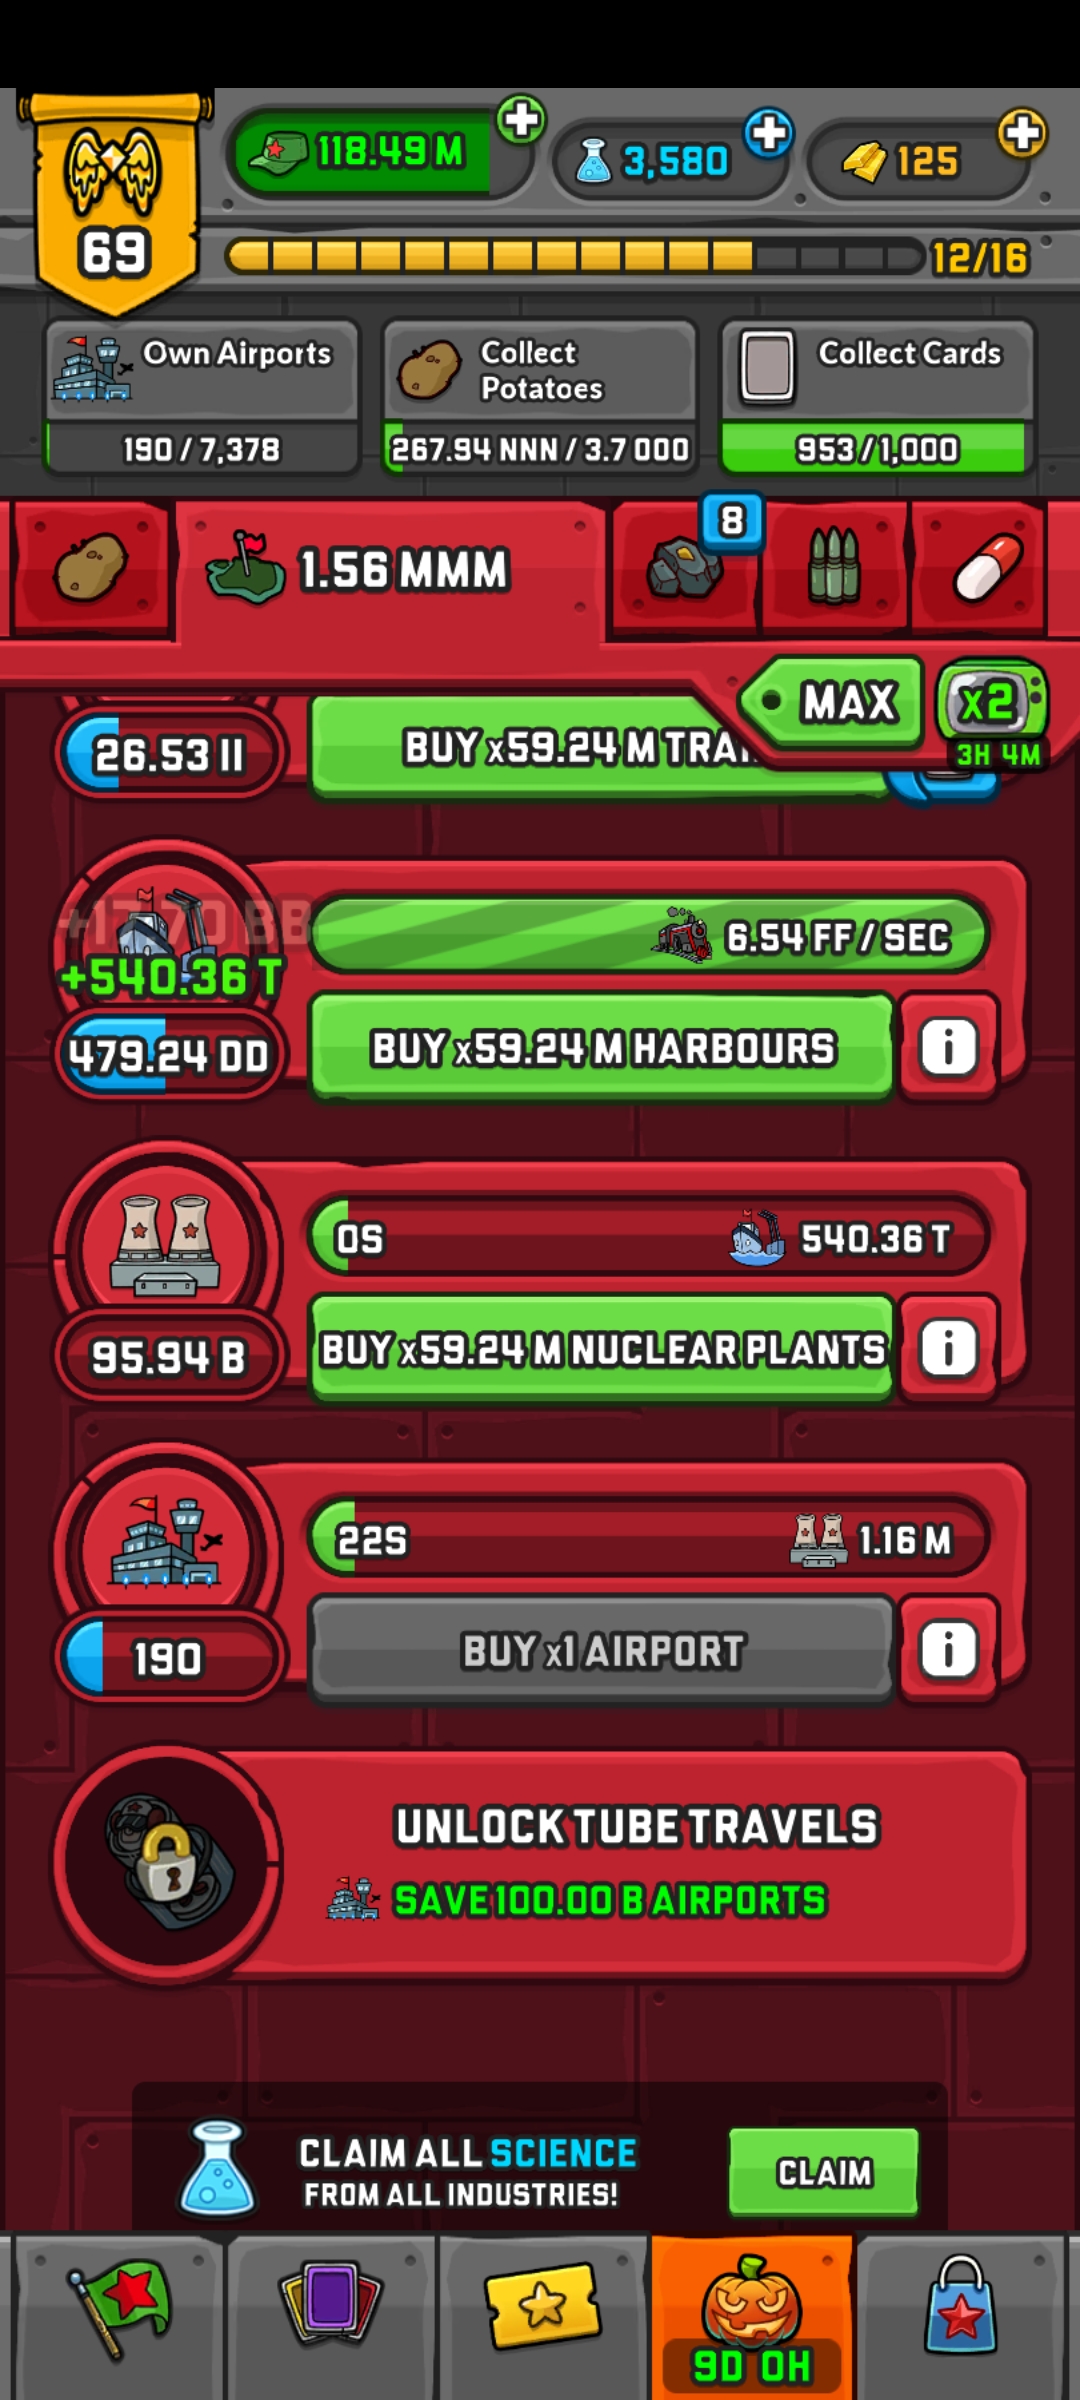 69
118.49 M
3,580
125
12/16
Own Airports
190 / 7,378
Collect
Potatoes
267.94 NNN / 3.7 OOO
Collect Cards
953 / 1,000
1.56 MMM
8
MAX
x2
3H 4M
26.53 II
BUY x59.24 M
+17.70 BB
+540.36 T
6.54 FF / SEC
479.24 DD
BUY x59.24 M HARBOURS
i
0S
540.36 T
95.94 B
BUY x59.24 M NUCLEAR PLANTS
i
22S
1.16 M
190
BUY x1 AIRPORT
i
UNLOCK TUBE TRAVELS
SAVE 100.00 B AIRPORTS
CLAIM ALL SCIENCE
FROM ALL INDUSTRIES!
CLAIM
9D 0H